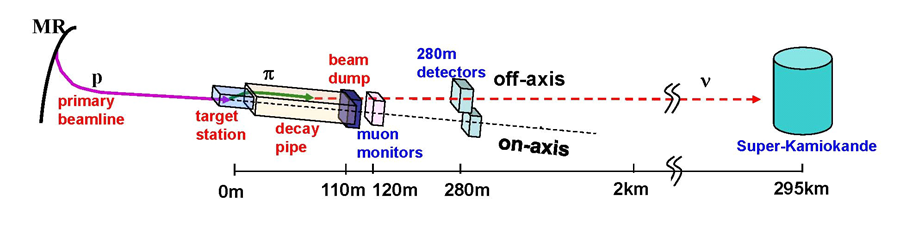 MR
p
primary
beamline
target
station
π
decay
pipe
beam
dump
muon
monitors
280m
detectors
off-axis
on-axis
ν
Super-Kamiokande
0m
110m
120m
280m
2km
295km